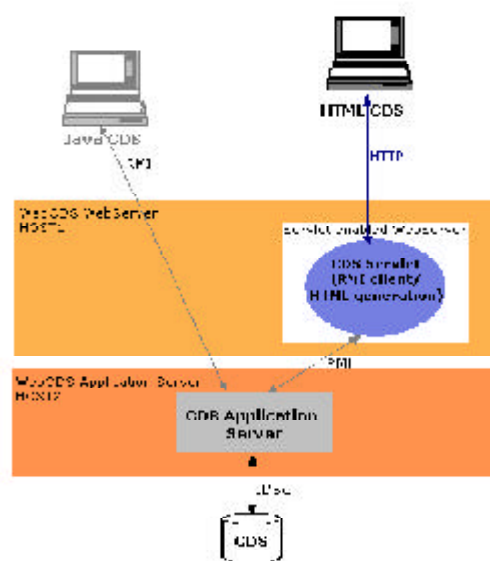 Java CDS
HTML CDS
RMI
HTTP
WebCDS WebServer
HOST1
Servlet enabled WebServer
CDS Servlet
(RMI client/
HTML generation)
RMI
WebCDS Application Server
HOST2
CDS Application
Server
CDS